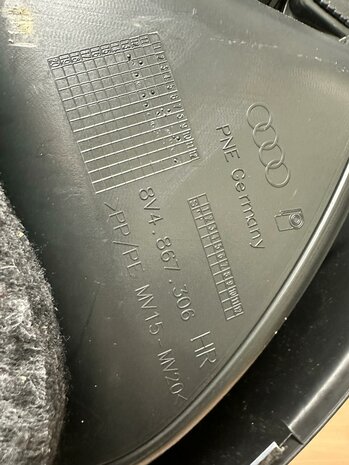 PNE Germany
8V4.867.306 HR
>PP/PE MV15-MV20<